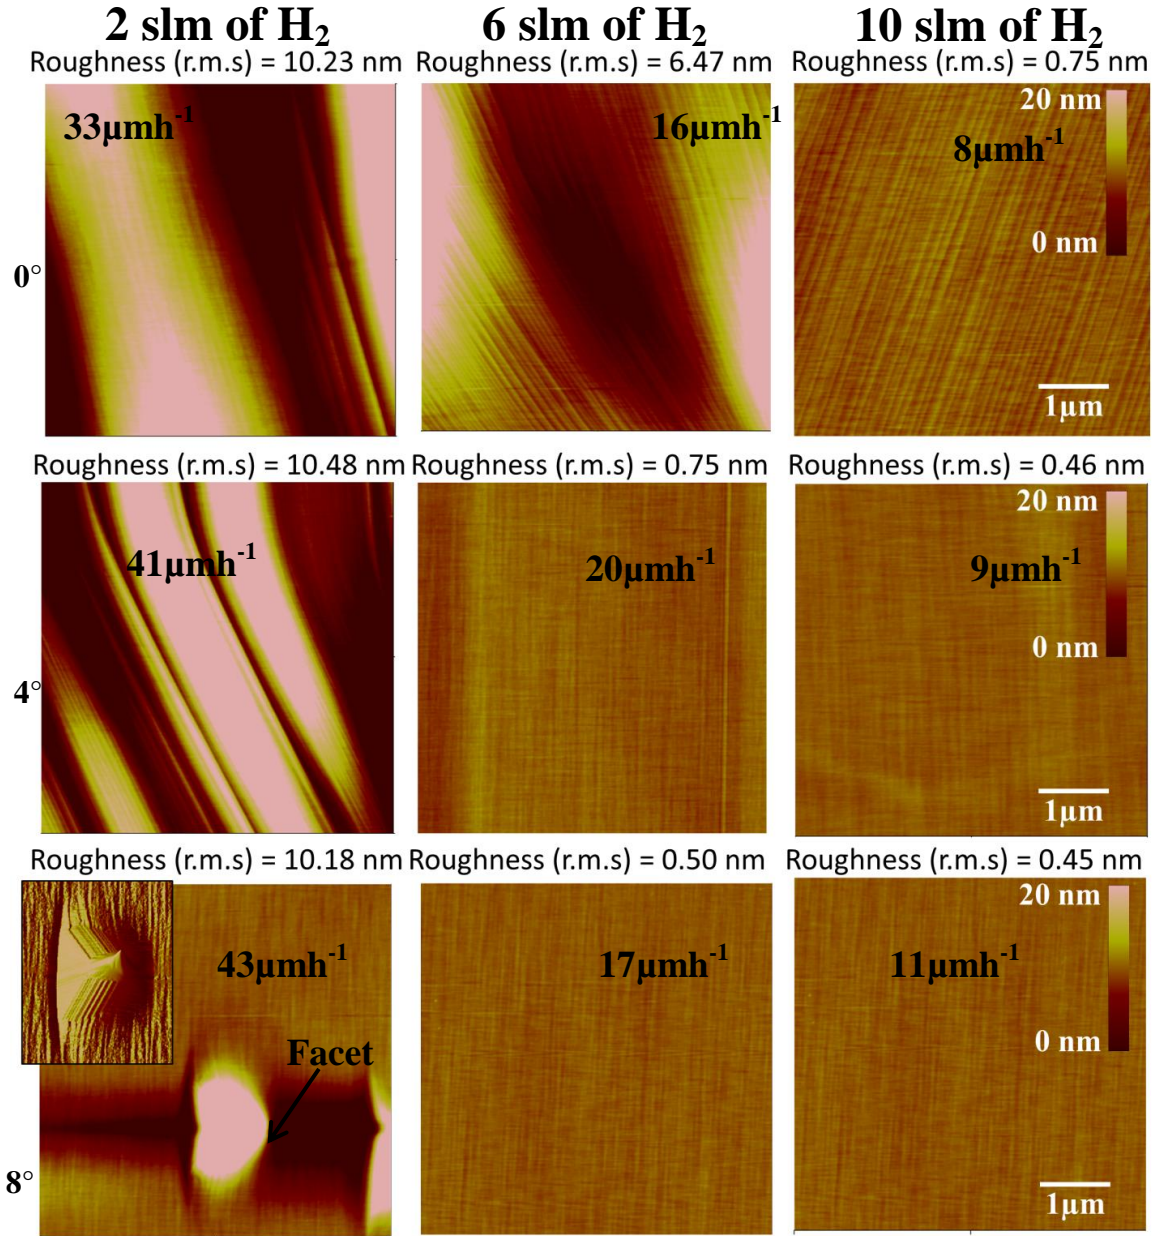 2 slm of H₂ 6 slm of H₂ 10 slm of H₂
Roughness (r.m.s) = 10.23 nm Roughness (r.m.s) = 6.47 nm Roughness (r.m.s) = 0.75 nm
33μmh⁻¹ 16μmh⁻¹ 8μmh⁻¹
20 nm
0 nm
0°
1μm
Roughness (r.m.s) = 10.48 nm Roughness (r.m.s) = 0.75 nm Roughness (r.m.s) = 0.46 nm
41μmh⁻¹ 20μmh⁻¹ 9μmh⁻¹
20 nm
0 nm
4°
1μm
Roughness (r.m.s) = 10.18 nm Roughness (r.m.s) = 0.50 nm Roughness (r.m.s) = 0.45 nm
43μmh⁻¹ 17μmh⁻¹ 11μmh⁻¹
20 nm
0 nm
Facet
8°
1μm